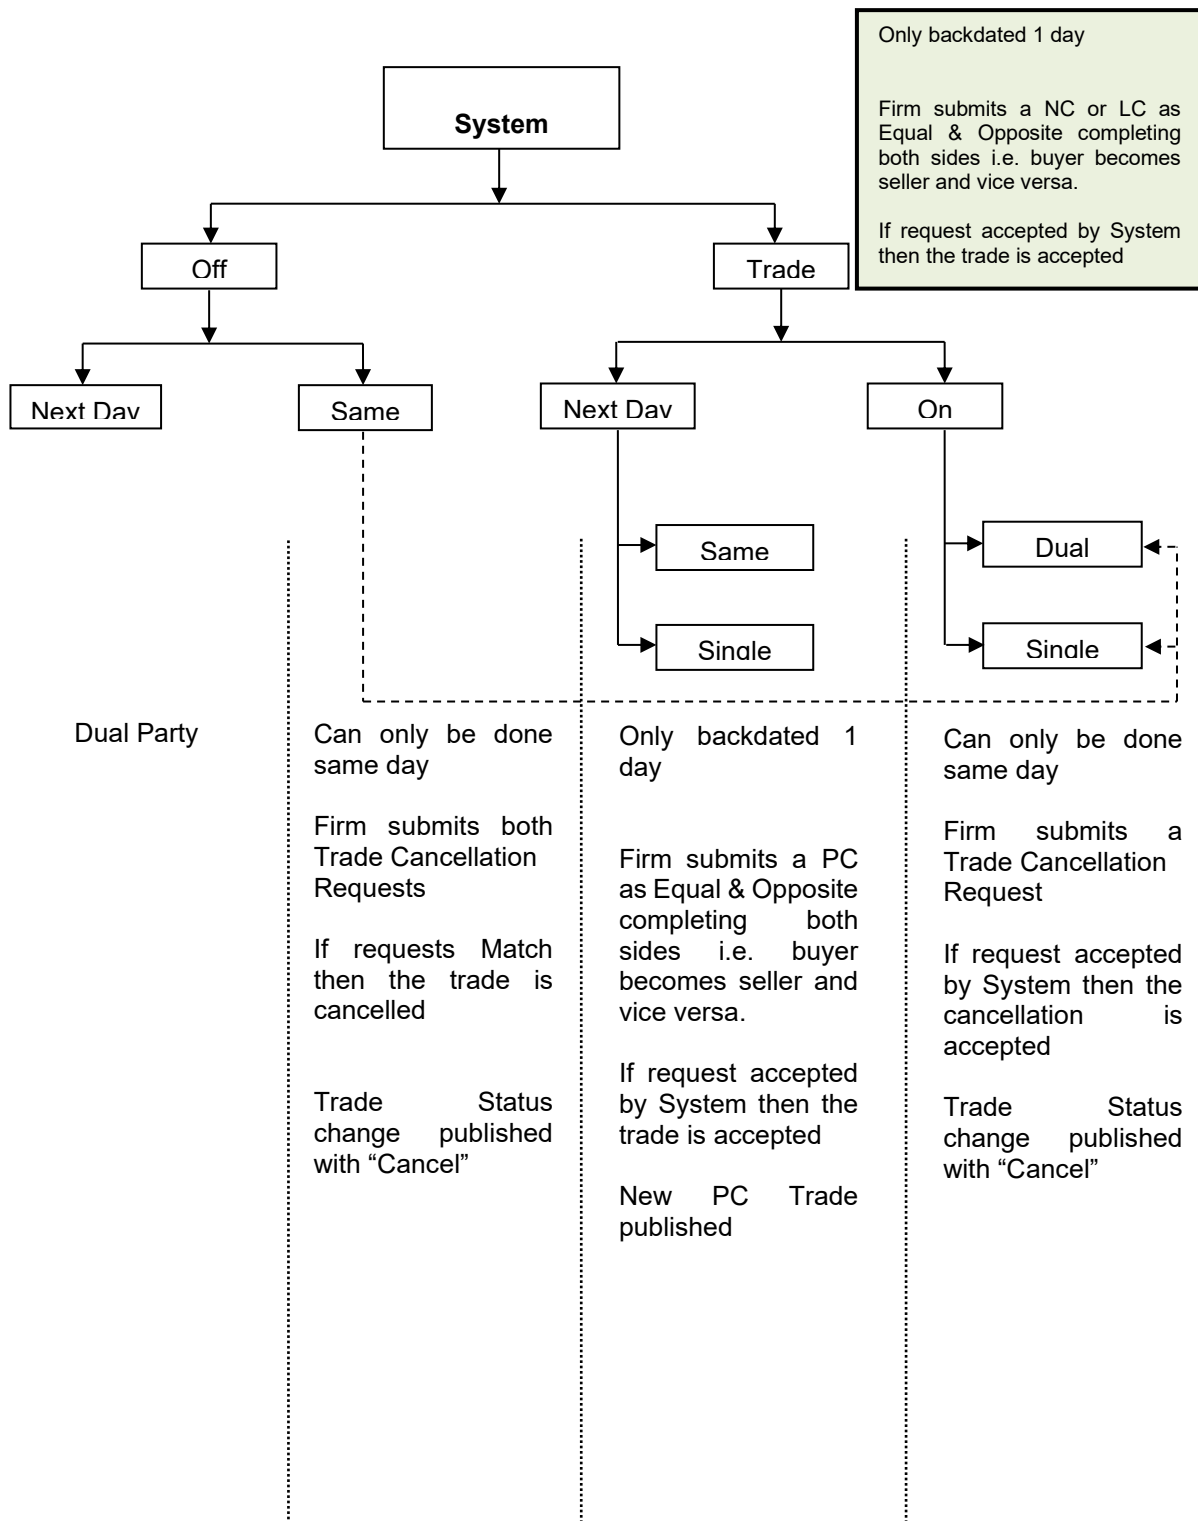 Only backdated 1 day
Firm submits a NC or LC as
Equal & Opposite completing
both sides i.e. buyer becomes
seller and vice versa.
If request accepted by System
then the trade is accepted
System
Off
Trade
Next Day
Same
Next Day
On
Same
Dual
Single
Single
Dual Party
Can only be done
same day
Firm submits both
Trade Cancellation
Requests
If requests Match
then the trade is
cancelled
Trade Status
change published
with “Cancel”
Only backdated 1
day
Firm submits a PC
as Equal & Opposite
completing both
sides i.e. buyer
becomes seller and
vice versa.
If request accepted
by System then the
trade is accepted
New PC Trade
published
Can only be done
same day
Firm submits a
Trade Cancellation
Request
If request accepted
by System then the
cancellation is
accepted
Trade Status
change published
with “Cancel”